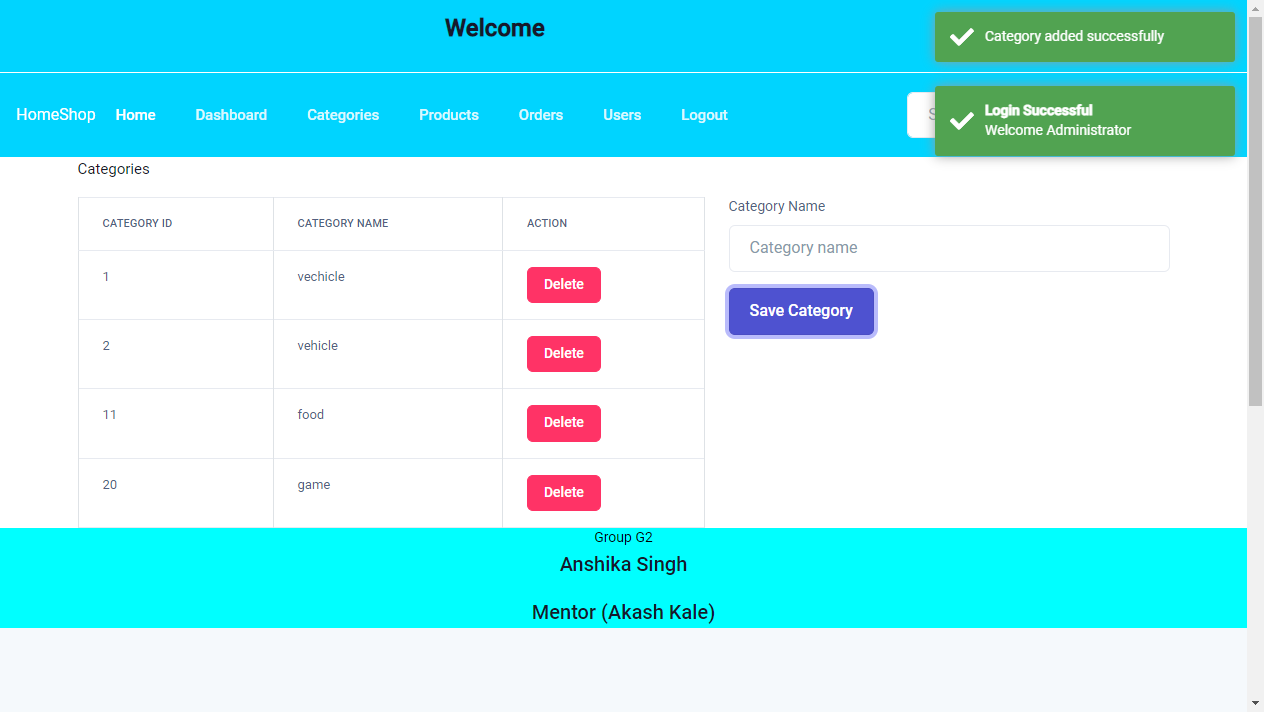 Welcome
Category added successfully
HomeShop Home Dashboard Categories Products Orders Users Logout
Login Successful
Welcome Administrator
Categories
CATEGORY ID CATEGORY NAME ACTION
1 vechicle Delete
2 vehicle Delete
11 food Delete
20 game Delete
Category Name
Category name
Save Category
Group G2
Anshika Singh
Mentor (Akash Kale)